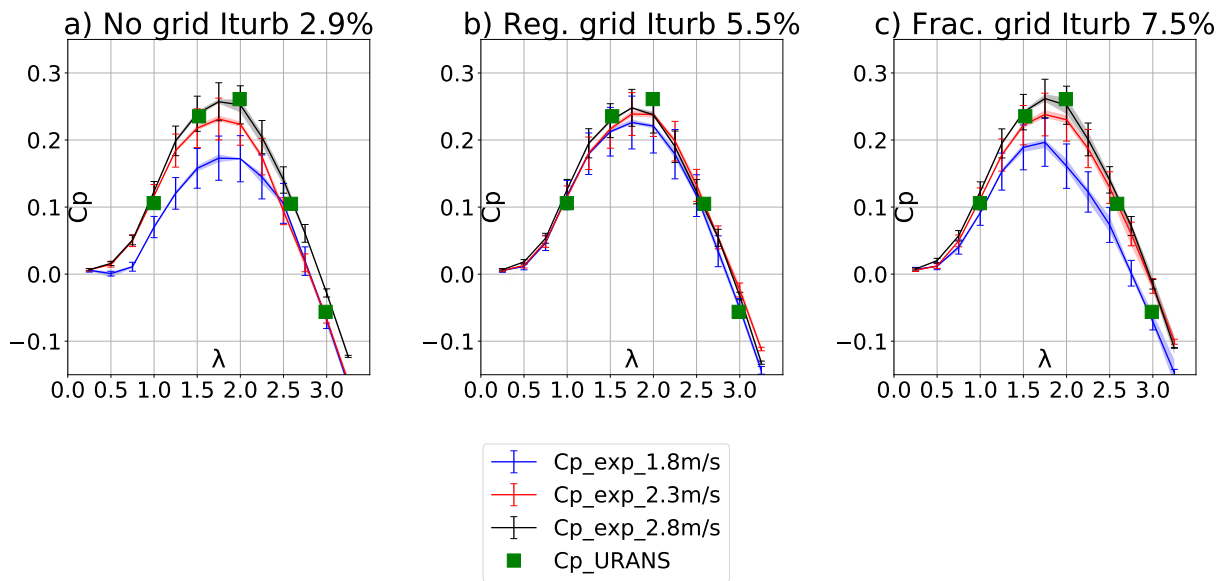 a) No grid Iturb 2.9%
b) Reg. grid Iturb 5.5%
c) Frac. grid Iturb 7.5%
0.3
0.2
0.1
0.0
−0.1
Cp
λ
0.0 0.5 1.0 1.5 2.0 2.5 3.0
0.3
0.2
0.1
0.0
−0.1
Cp
λ
0.0 0.5 1.0 1.5 2.0 2.5 3.0
0.3
0.2
0.1
0.0
−0.1
Cp
λ
0.0 0.5 1.0 1.5 2.0 2.5 3.0
Cp_exp_1.8m/s
Cp_exp_2.3m/s
Cp_exp_2.8m/s
Cp_URANS